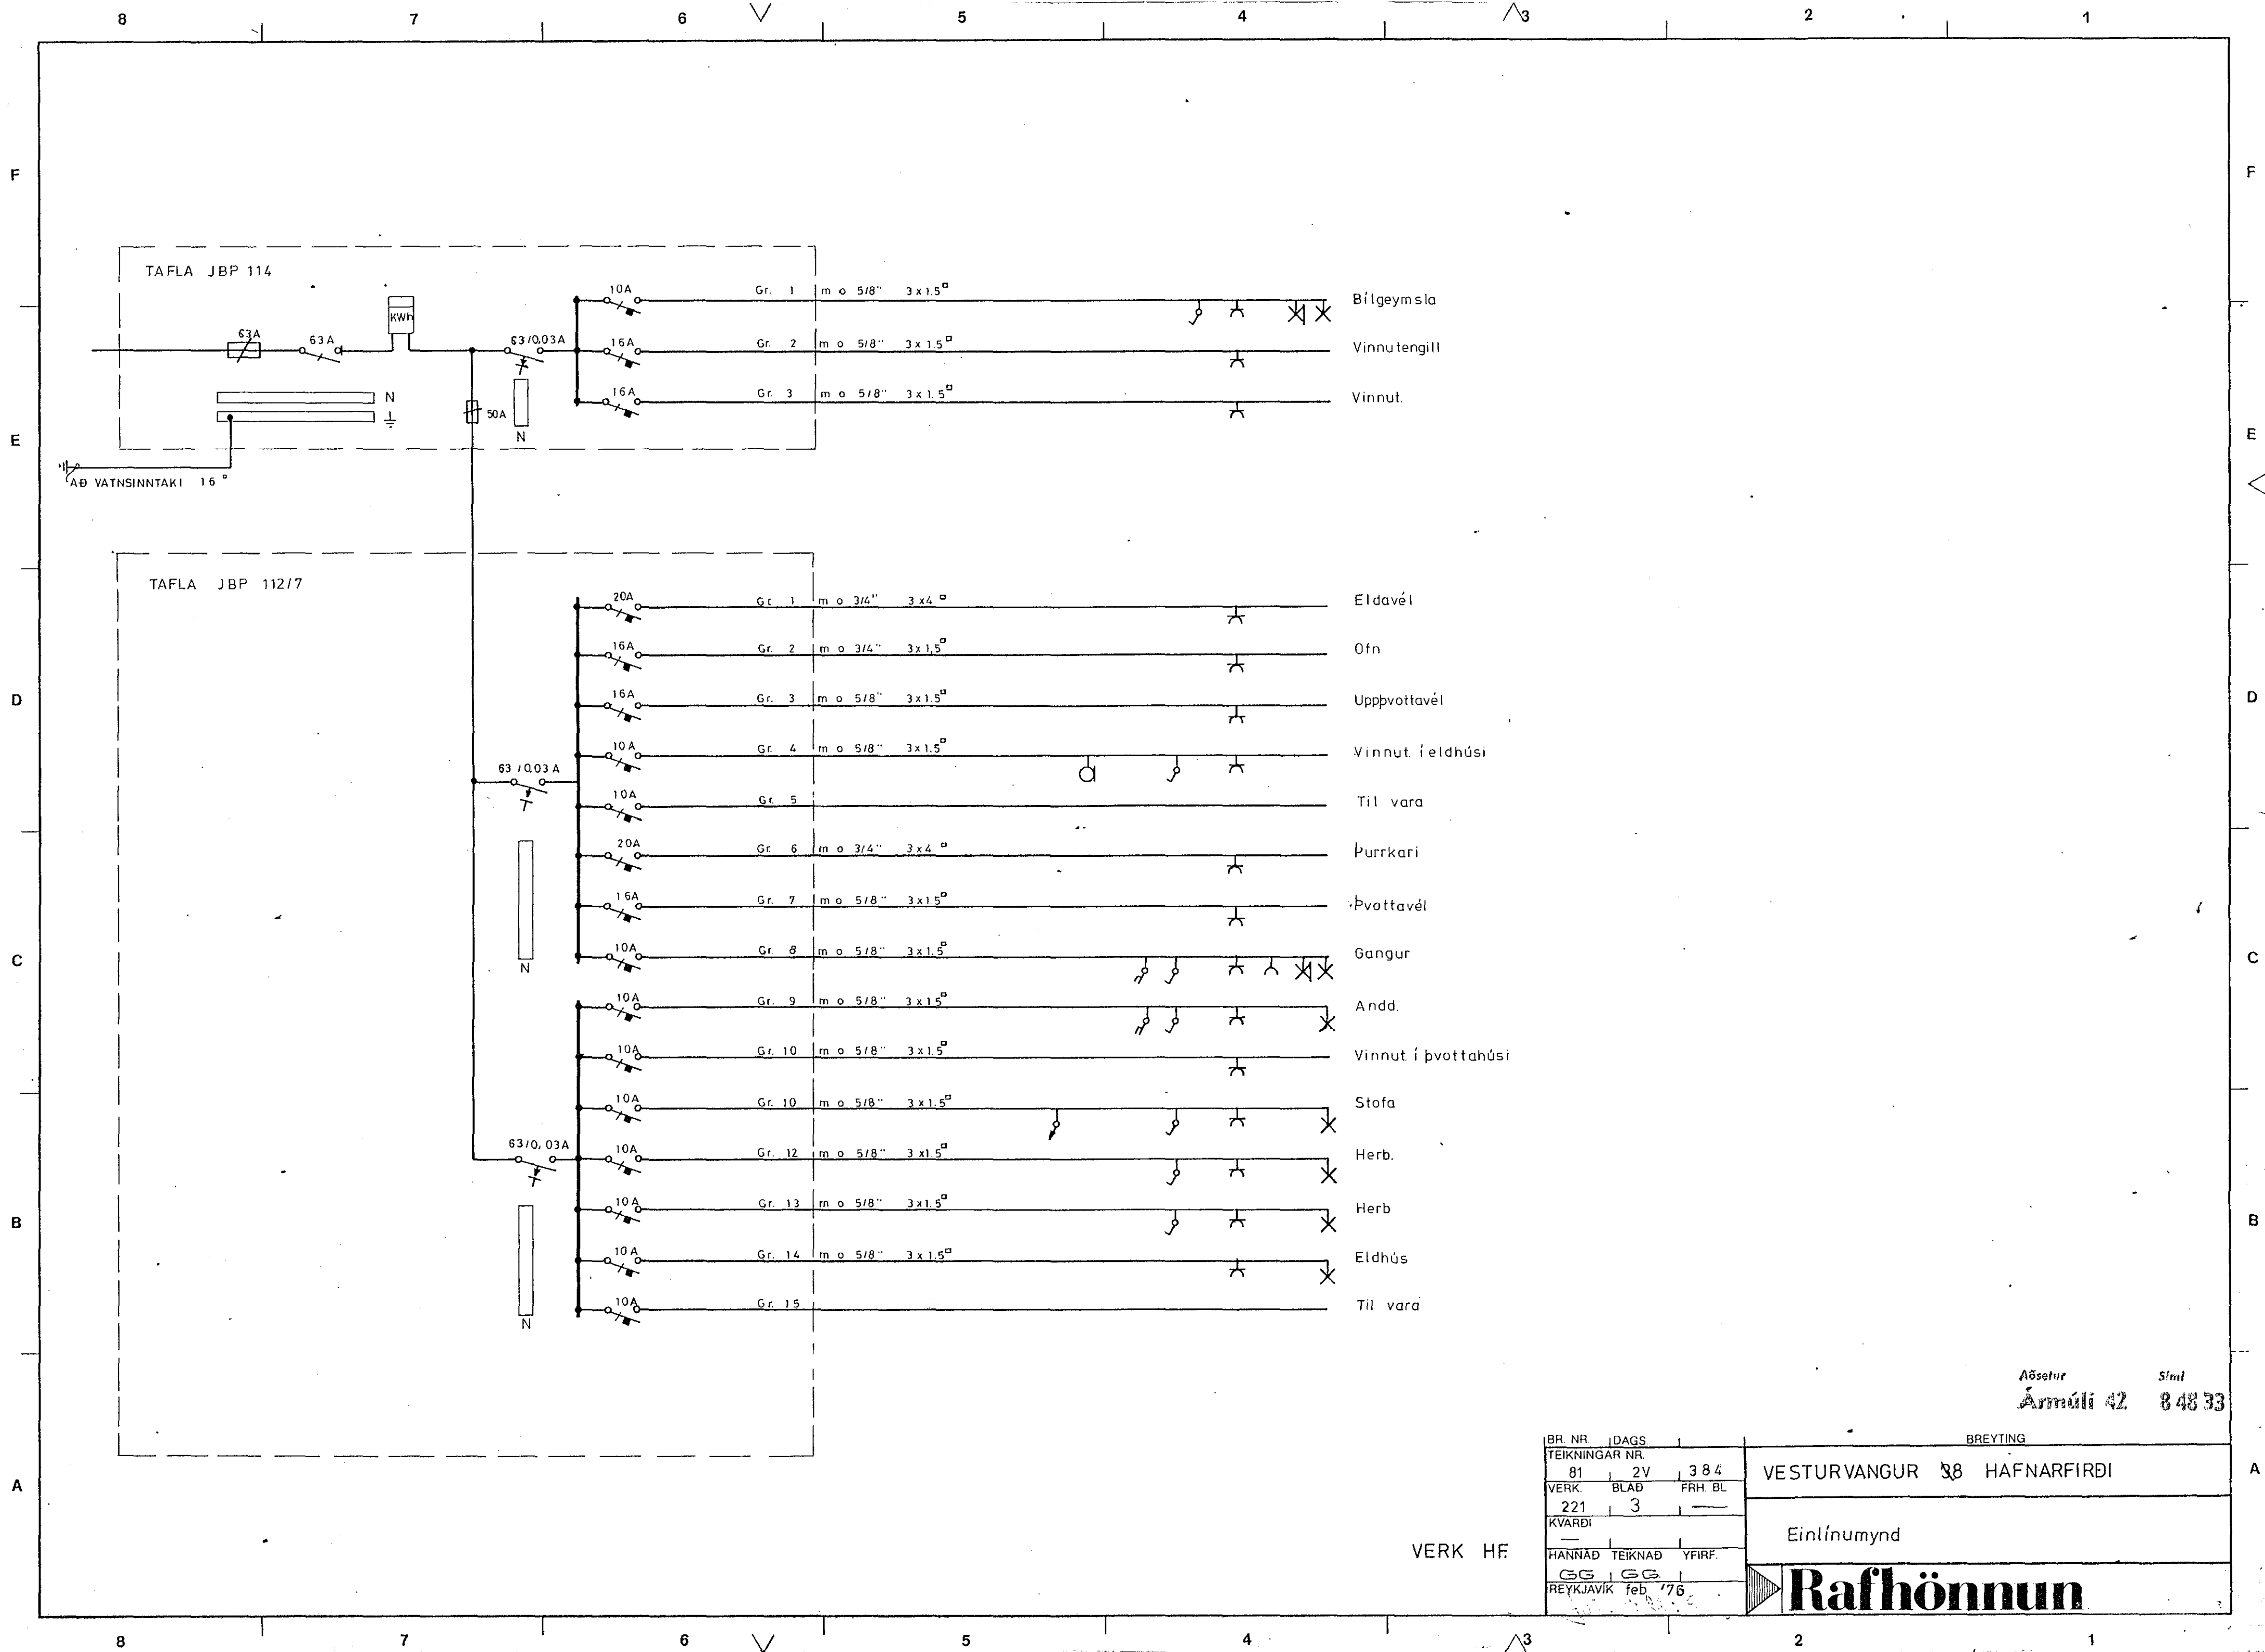 8 7 6 5 4 3 2 1
F F
TAFLA JBP 114
10A Gr. 1 m o 5/8" 3x1.5▫ Bílgeymsla
KWh
63A 63A 63/0.03A 16A Gr. 2 m o 5/8" 3x1.5▫ Vinnutengill
N 16A Gr. 3 m o 5/8" 3x1.5▫ Vinnut.
50A
N
E E
AÐ VATNSINNTAKI 16▫
TAFLA JBP 112/7
20A Gr. 1 m o 3/4" 3x4▫ Eldavél
16A Gr. 2 m o 3/4" 3x1,5▫ Ofn
D D
16A Gr. 3 m o 5/8" 3x1.5▫ Uppþvottavél
10A Gr. 4 m o 5/8" 3x1.5▫ Vinnut. í eldhúsi
63/0,03A
10A Gr. 5 Til vara
20A Gr. 6 m o 3/4" 3x4▫ Þurrkari
16A Gr. 7 m o 5/8" 3x1.5▫ Þvottavél
C C
10A Gr. 8 m o 5/8" 3x1.5▫ Gangur
N
10A Gr. 9 m o 5/8" 3x1.5▫ Andd.
10A Gr. 10 m o 5/8" 3x1.5▫ Vinnut. í þvottahúsi
10A Gr. 10 m o 5/8" 3x1.5▫ Stofa
63/0,03A
10A Gr. 12 m o 5/8" 3x1.5▫ Herb.
10A Gr. 13 m o 5/8" 3x1.5▫ Herb
B B
10A Gr. 14 m o 5/8" 3x1.5▫ Eldhús
10A Gr. 15 Til vara
N
Aðsetur Sími
Ármúli 42 8 48 33
BR. NR. DAGS. BREYTING
TEIKNINGAR NR.
81 2V 384 VESTURVANGUR 38 HAFNARFIRÐI
A A
VERK. BLAÐ FRH. BL
221 3 —
KVARÐI
— Einlínumynd
VERK HF.
HANNAÐ TEIKNAÐ YFIRF.
GG GG.
REYKJAVÍK feb. '76
Rafhönnun
8 7 6 5 4 3 2 1